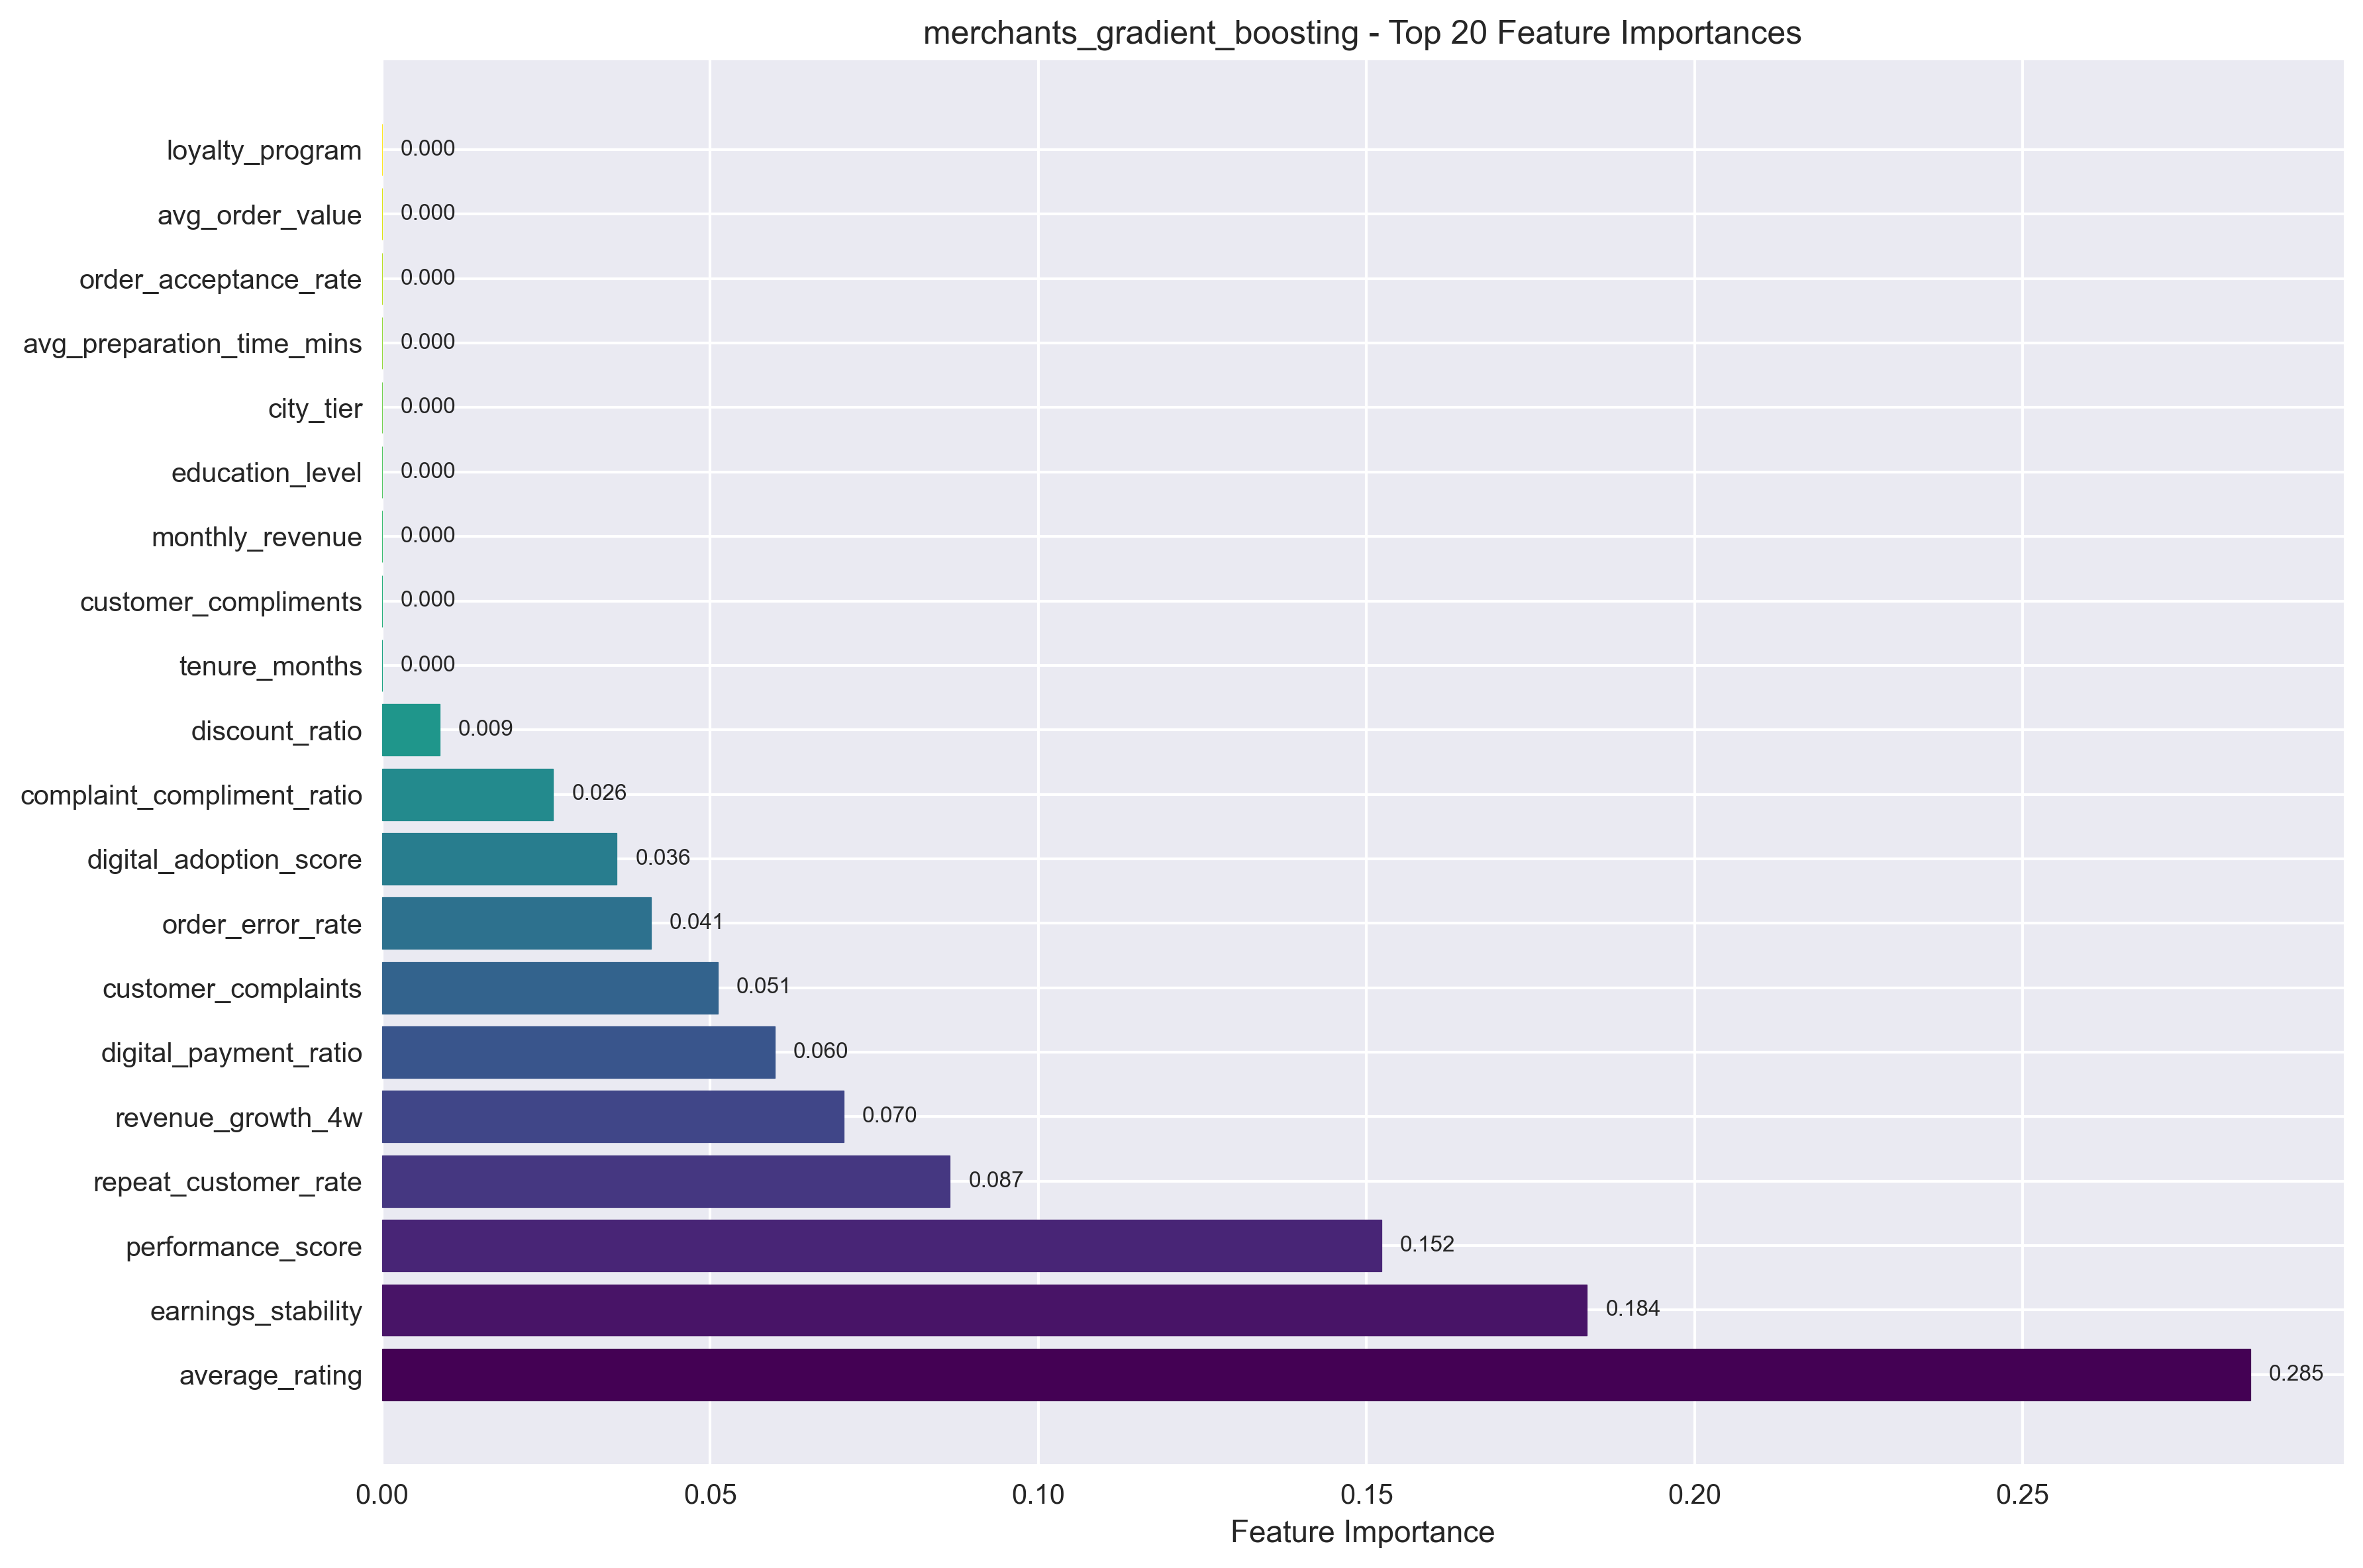 merchants_gradient_boosting - Top 20 Feature Importances
loyalty_program 0.000
avg_order_value 0.000
order_acceptance_rate 0.000
avg_preparation_time_mins 0.000
city_tier 0.000
education_level 0.000
monthly_revenue 0.000
customer_compliments 0.000
tenure_months 0.000
discount_ratio 0.009
complaint_compliment_ratio 0.026
digital_adoption_score 0.036
order_error_rate 0.041
customer_complaints 0.051
digital_payment_ratio 0.060
revenue_growth_4w 0.070
repeat_customer_rate 0.087
performance_score 0.152
earnings_stability 0.184
average_rating 0.285
0.00 0.05 0.10 0.15 0.20 0.25
Feature Importance